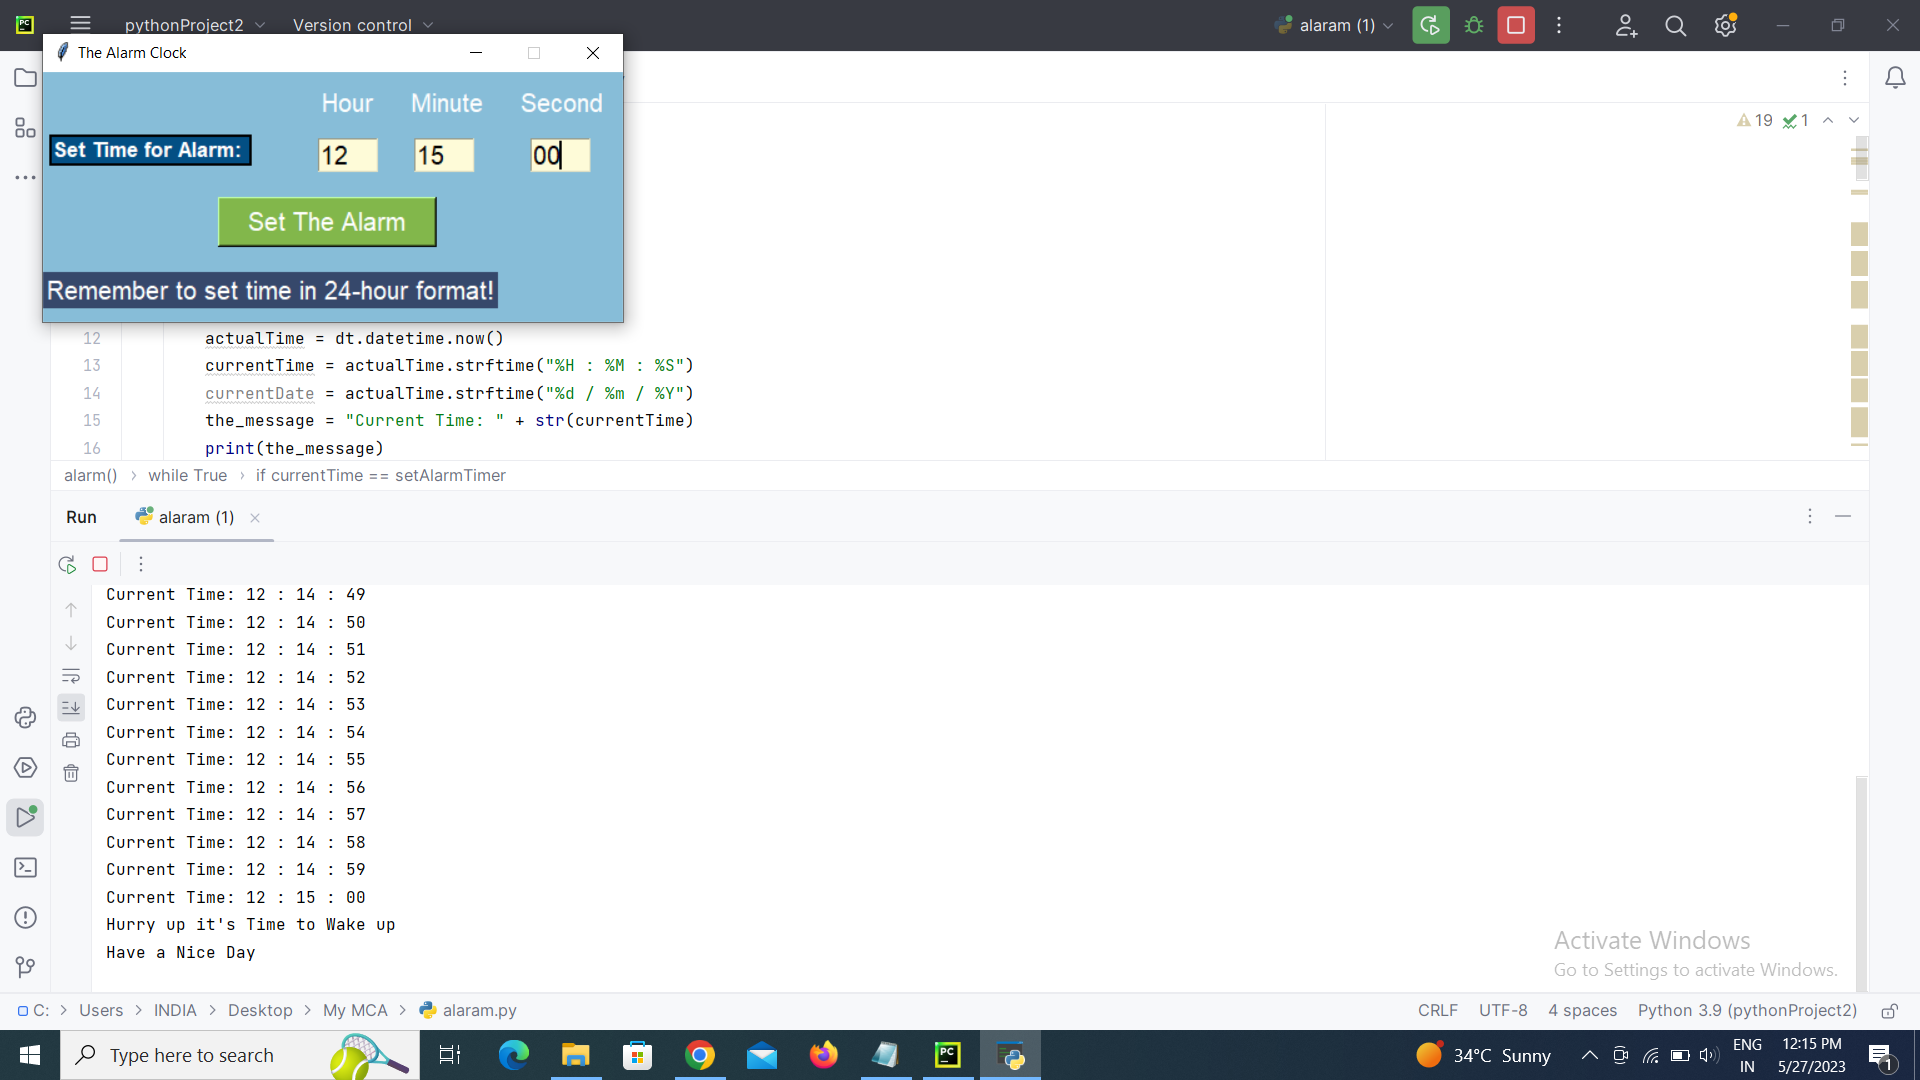 pythonProject2
Version control
alaram (1)
The Alarm Clock
Hour Minute Second
Set Time for Alarm: 12 15 00
Set The Alarm
Remember to set time in 24-hour format!
19 1
12 actualTime = dt.datetime.now()
13 currentTime = actualTime.strftime("%H : %M : %S")
14 currentDate = actualTime.strftime("%d / %m / %Y")
15 the_message = "Current Time: " + str(currentTime)
16 print(the_message)
alarm() > while True > if currentTime == setAlarmTimer
Run alaram (1)
Current Time: 12 : 14 : 49
Current Time: 12 : 14 : 50
Current Time: 12 : 14 : 51
Current Time: 12 : 14 : 52
Current Time: 12 : 14 : 53
Current Time: 12 : 14 : 54
Current Time: 12 : 14 : 55
Current Time: 12 : 14 : 56
Current Time: 12 : 14 : 57
Current Time: 12 : 14 : 58
Current Time: 12 : 14 : 59
Current Time: 12 : 15 : 00
Hurry up it's Time to Wake up
Have a Nice Day
Activate Windows
Go to Settings to activate Windows.
C: > Users > INDIA > Desktop > My MCA > alaram.py
CRLF UTF-8 4 spaces Python 3.9 (pythonProject2)
Type here to search
34°C Sunny
ENG
IN
12:15 PM
5/27/2023
1
PC